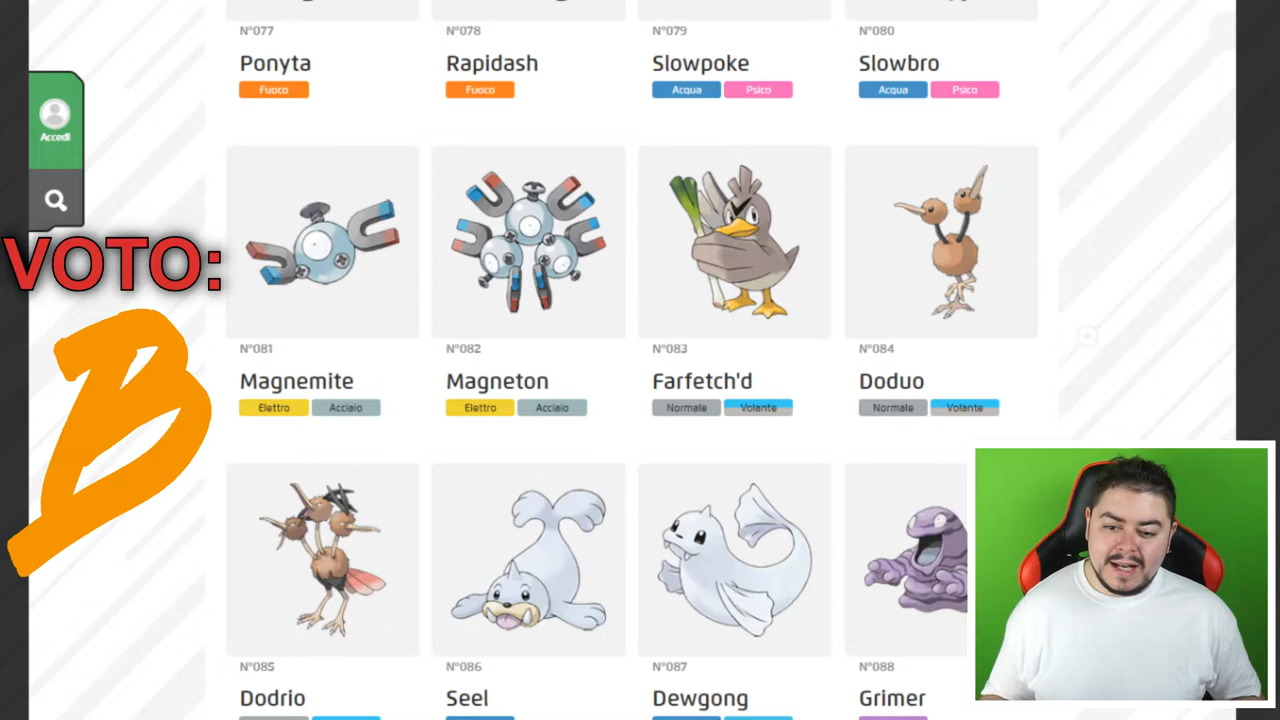 N°077
N°078
N°079
N°080
Ponyta
Rapidash
Slowpoke
Slowbro
Fuoco
Fuoco
Acqua
Psico
Acqua
Psico
Accedi
VOTO:
B
N°081
N°082
N°083
N°084
Magnemite
Magneton
Farfetch'd
Doduo
Elettro
Acciaio
Elettro
Acciaio
Normale
Volante
Normale
Volante
N°085
N°086
N°087
N°088
Dodrio
Seel
Dewgong
Grimer